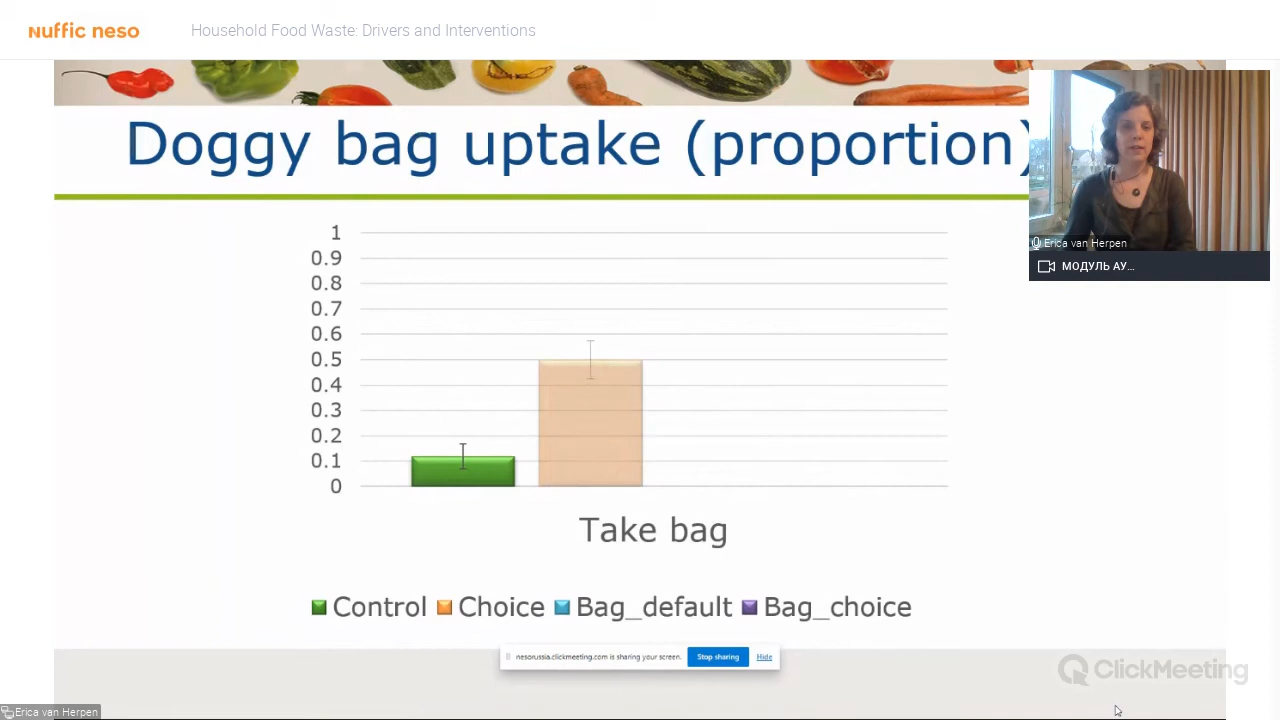 nuffic neso
Household Food Waste: Drivers and Interventions
Doggy bag uptake (proportion)
Erica van Herpen
МОДУЛЬ АУ...
1
0.9
0.8
0.7
0.6
0.5
0.4
0.3
0.2
0.1
0
Take bag
Control Choice Bag_default Bag_choice
nesorussia.clickmeeting.com is sharing your screen. Stop sharing Hide
ClickMeeting
Erica van Herpen